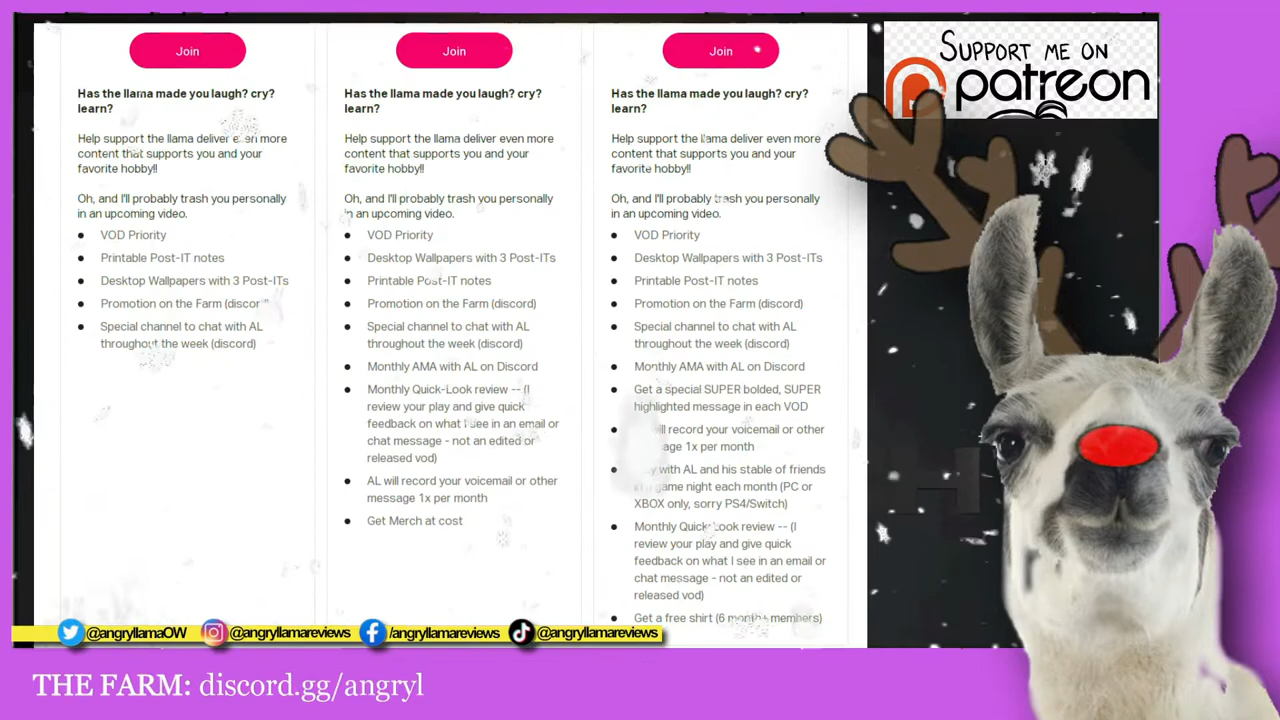 Join
Has the llama made you laugh? cry?
learn?
Help support the llama deliver even more
content that supports you and your
favorite hobby!!
Oh, and I'll probably trash you personally
in an upcoming video.
VOD Priority
Printable Post-IT notes
Desktop Wallpapers with 3 Post-ITs
Promotion on the Farm
Special channel to chat with AL
throughout the week (discord)
Join
Has the llama made you laugh? cry?
learn?
Help support the llama deliver even more
content that supports you and your
favorite hobby!!
Oh, and I'll probably trash you personally
in an upcoming video.
VOD Priority
Desktop Wallpapers with 3 Post-ITs
Printable Post-IT notes
Promotion on the Farm (discord)
Special channel to chat with AL
throughout the week (discord)
Monthly AMA with AL on Discord
Monthly Quick-Look review -- (I
review your play and give quick
feedback on what I see in an email or
chat message - not an edited or
released vod)
AL will record your voicemail or other
message 1x per month
Get Merch at cost
Join
Has the llama made you laugh? cry?
learn?
Help support the llama deliver even more
content that supports you and your
favorite hobby!!
Oh, and I'll probably trash you personally
in an upcoming video.
VOD Priority
Desktop Wallpapers with 3 Post-ITs
Printable Post-IT notes
Promotion on the Farm (discord)
Special channel to chat with AL
throughout the week (discord)
Monthly AMA with AL on Discord
Get a special SUPER bolded, SUPER
highlighted message in each VOD
will record your voicemail or other
1x per month
with AL and his stable of friends
game night each month (PC or
XBOX only, sorry PS4/Switch)
Monthly Quick-Look review -- (I
review your play and give quick
feedback on what I see in an email or
chat message - not an edited or
released vod)
Get a free shirt (6 months members)
SUPPORT ME ON
patreon
@angryllamaOW
@angryllamareviews
/angryllamareviews
@angryllamareviews
THE FARM: discord.gg/angryl